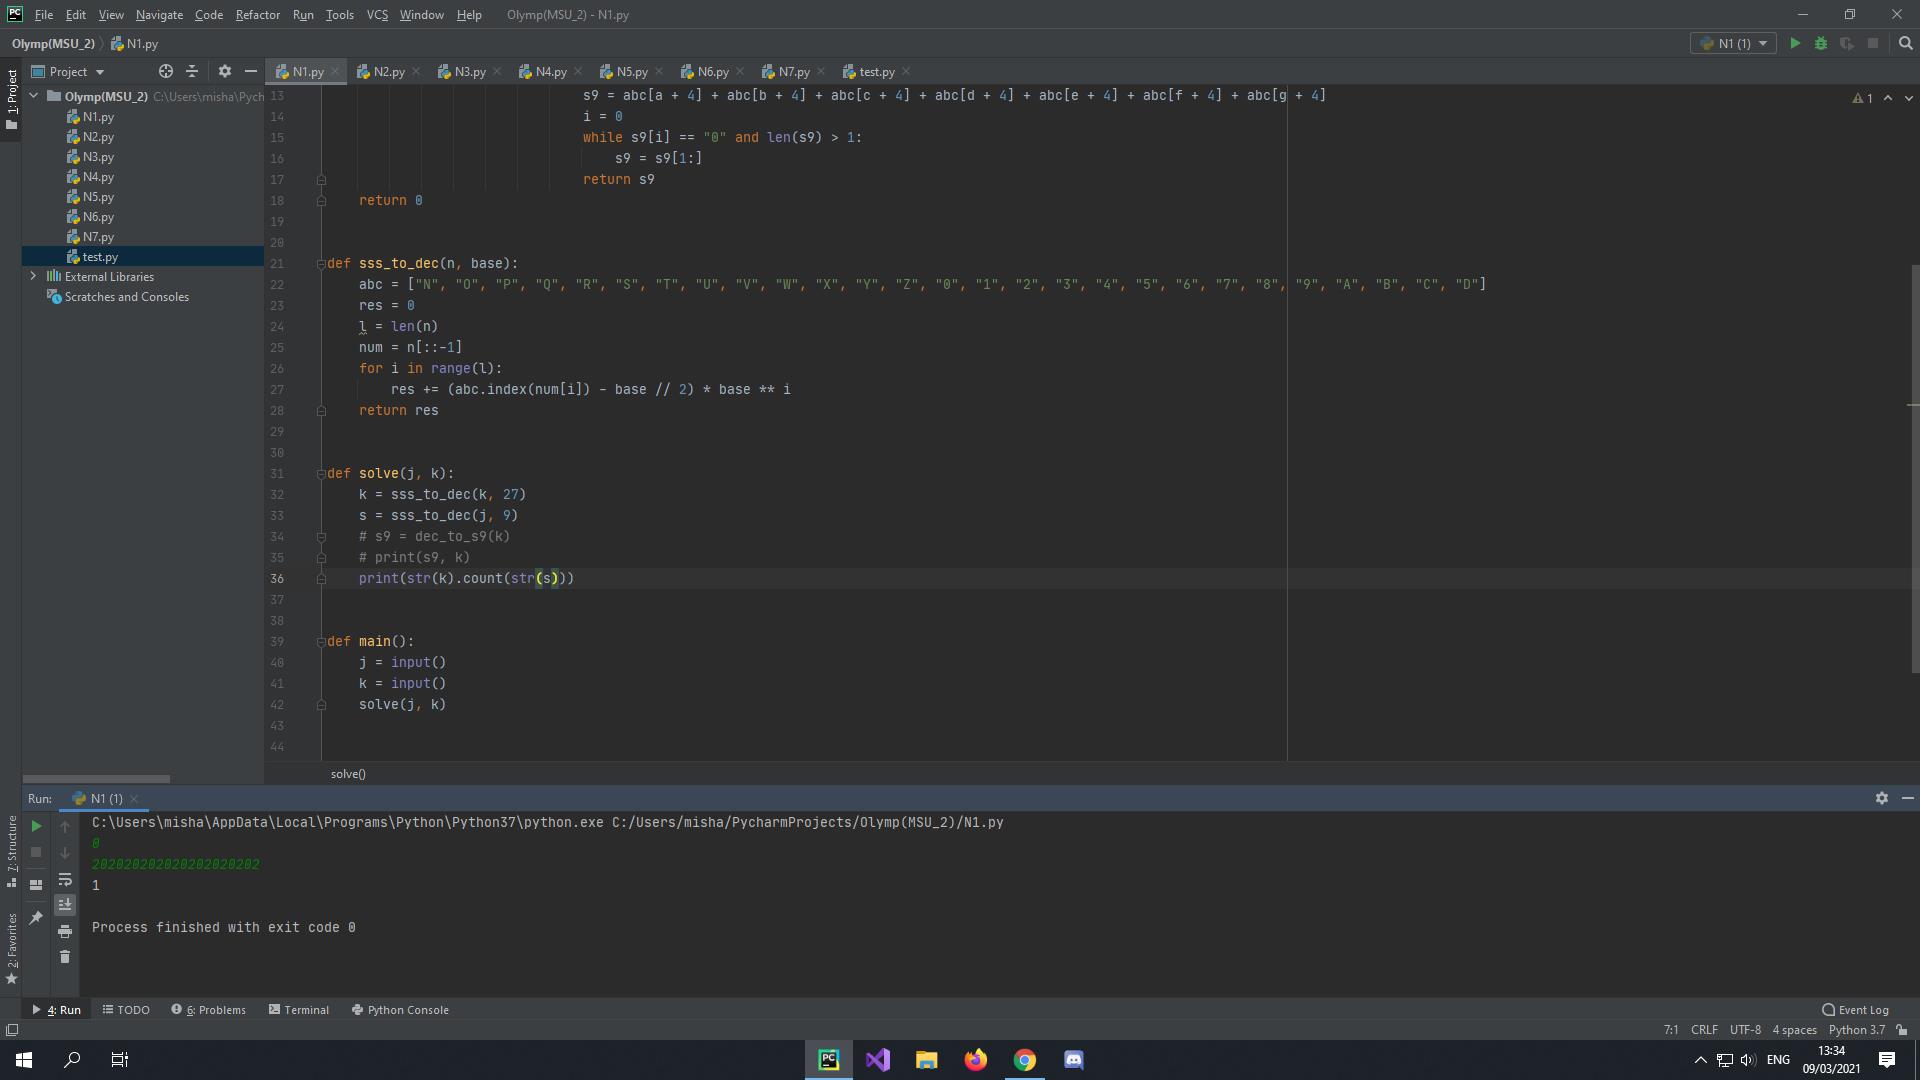 File Edit View Navigate Code Refactor Run Tools VCS Window Help Olymp(MSU_2) - N1.py
Olymp(MSU_2) N1.py N1 (1)
Project N1.py N2.py N3.py N4.py N5.py N6.py N7.py test.py
1: Project
Olymp(MSU_2) C:\Users\misha\Pych
N1.py
N2.py
N3.py
N4.py
N5.py
N6.py
N7.py
test.py
External Libraries
Scratches and Consoles
1
13 s9 = abc[a + 4] + abc[b + 4] + abc[c + 4] + abc[d + 4] + abc[e + 4] + abc[f + 4] + abc[g + 4]
14 i = 0
15 while s9[i] == "0" and len(s9) > 1:
16 s9 = s9[1:]
17 return s9
18 return 0
19
20
21 def sss_to_dec(n, base):
22 abc = ["N", "O", "P", "Q", "R", "S", "T", "U", "V", "W", "X", "Y", "Z", "0", "1", "2", "3", "4", "5", "6", "7", "8", "9", "A", "B", "C", "D"]
23 res = 0
24 l = len(n)
25 num = n[::-1]
26 for i in range(l):
27 res += (abc.index(num[i]) - base // 2) * base ** i
28 return res
29
30
31 def solve(j, k):
32 k = sss_to_dec(k, 27)
33 s = sss_to_dec(j, 9)
34 # s9 = dec_to_s9(k)
35 # print(s9, k)
36 print(str(k).count(str(s)))
37
38
39 def main():
40 j = input()
41 k = input()
42 solve(j, k)
43
44
solve()
Run: N1 (1)
C:\Users\misha\AppData\Local\Programs\Python\Python37\python.exe C:/Users/misha/PycharmProjects/Olymp(MSU_2)/N1.py
0
202020202020202020202
1
Process finished with exit code 0
7: Structure
2: Favorites
4: Run TODO 6: Problems Terminal Python Console Event Log
7:1 CRLF UTF-8 4 spaces Python 3.7
PC ENG 13:34
09/03/2021